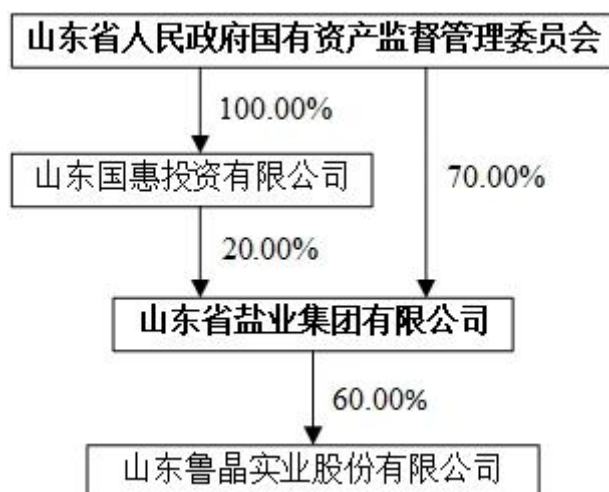 山东省人民政府国有资产监督管理委员会
100.00%
山东国惠投资有限公司
70.00%
20.00%
山东省盐业集团有限公司
60.00%
山东鲁晶实业股份有限公司